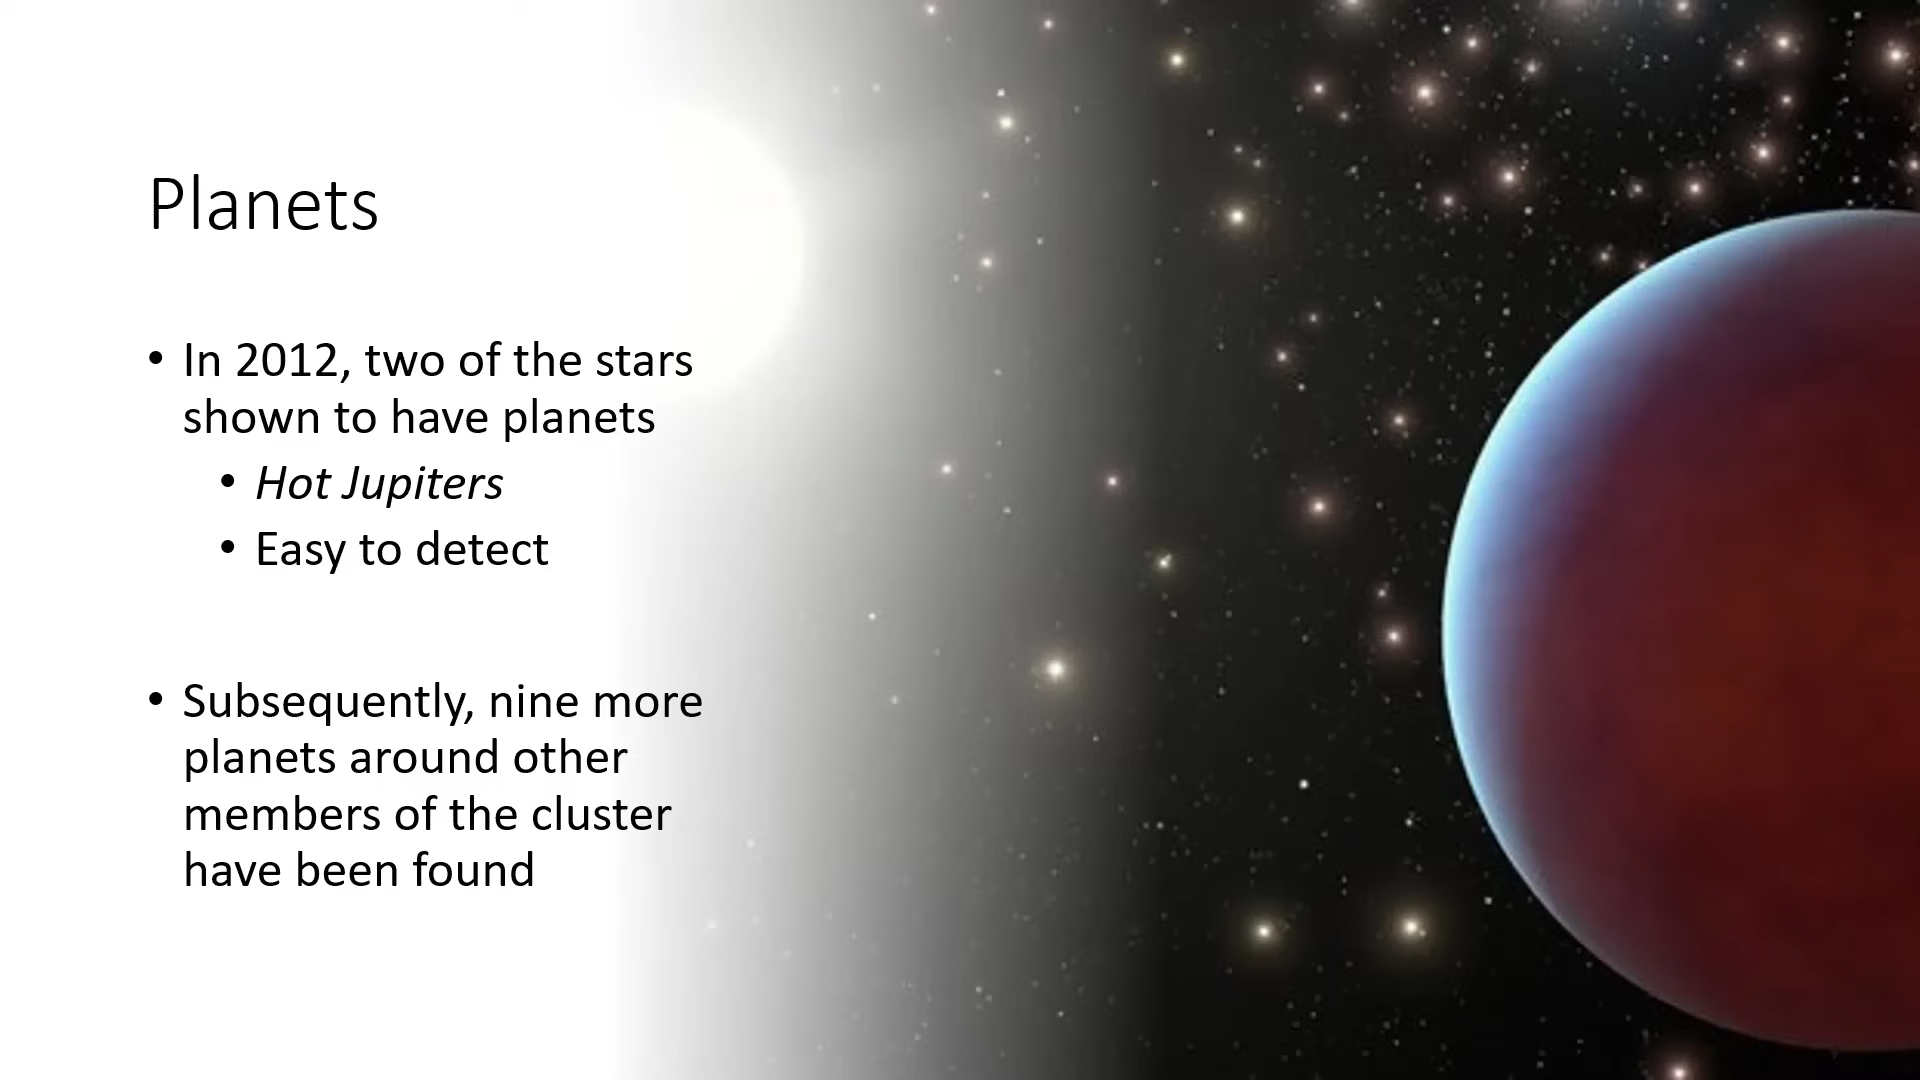 Planets
• In 2012, two of the stars
shown to have planets
• Hot Jupiters
• Easy to detect
• Subsequently, nine more
planets around other
members of the cluster
have been found